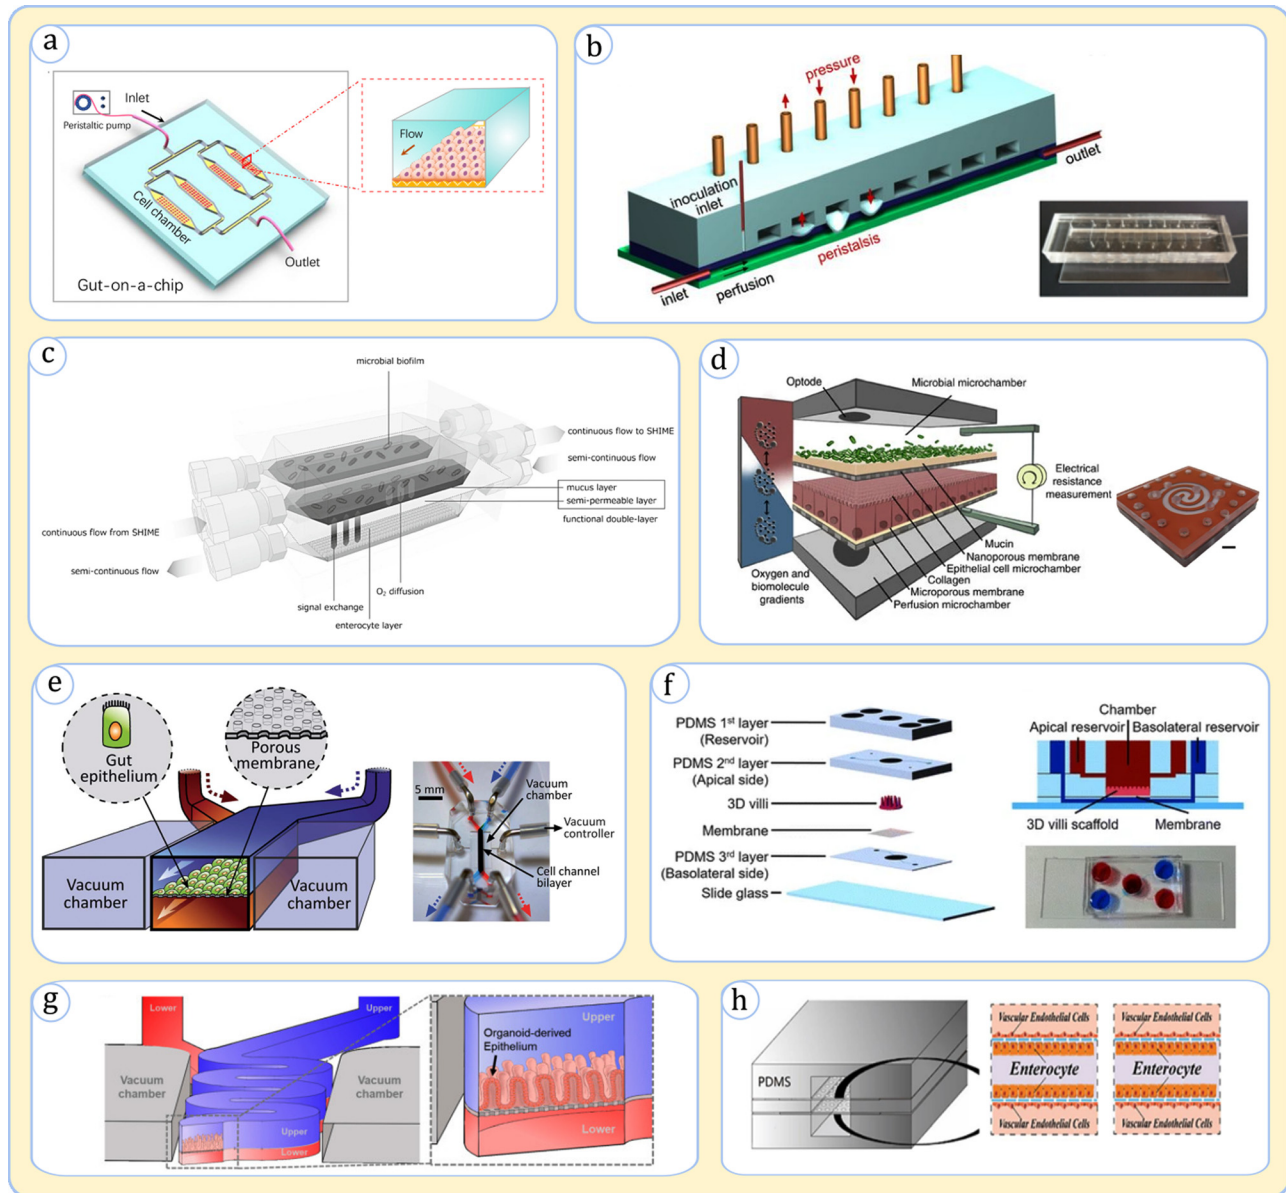 a
Inlet
Peristaltic pump
Cell chamber
Outlet
Gut-on-a-chip
Flow
b
pressure
inoculation
inlet
outlet
peristalsis
perfusion
inlet
c
microbial biofilm
continuous flow to SHIME
semi-continuous flow
mucus layer
semi-permeable layer
functional double-layer
continuous flow from SHIME
semi-continuous flow
O₂ diffusion
signal exchange
enterocyte layer
d
Optode
Microbial microchamber
Electrical
resistance
measurement
Mucin
Nanoporous membrane
Epithelial cell microchamber
Collagen
Microporous membrane
Perfusion microchamber
Oxygen and
biomolecule
gradients
e
Gut
epithelium
Porous
membrane
Vacuum
chamber
Vacuum
chamber
5 mm
Vacuum
chamber
Vacuum
controller
Cell channel
bilayer
f
PDMS 1st layer
(Reservoir)
PDMS 2nd layer
(Apical side)
3D villi
Membrane
PDMS 3rd layer
(Basolateral side)
Slide glass
Chamber
Apical reservoir
Basolateral reservoir
3D villi scaffold
Membrane
g
Lower
Upper
Vacuum
chamber
Vacuum
chamber
Upper
Lower
Upper
Organoid-derived
Epithelium
Lower
h
PDMS
Vascular Endothelial Cells
Enterocyte
Vascular Endothelial Cells
Vascular Endothelial Cells
Enterocyte
Vascular Endothelial Cells